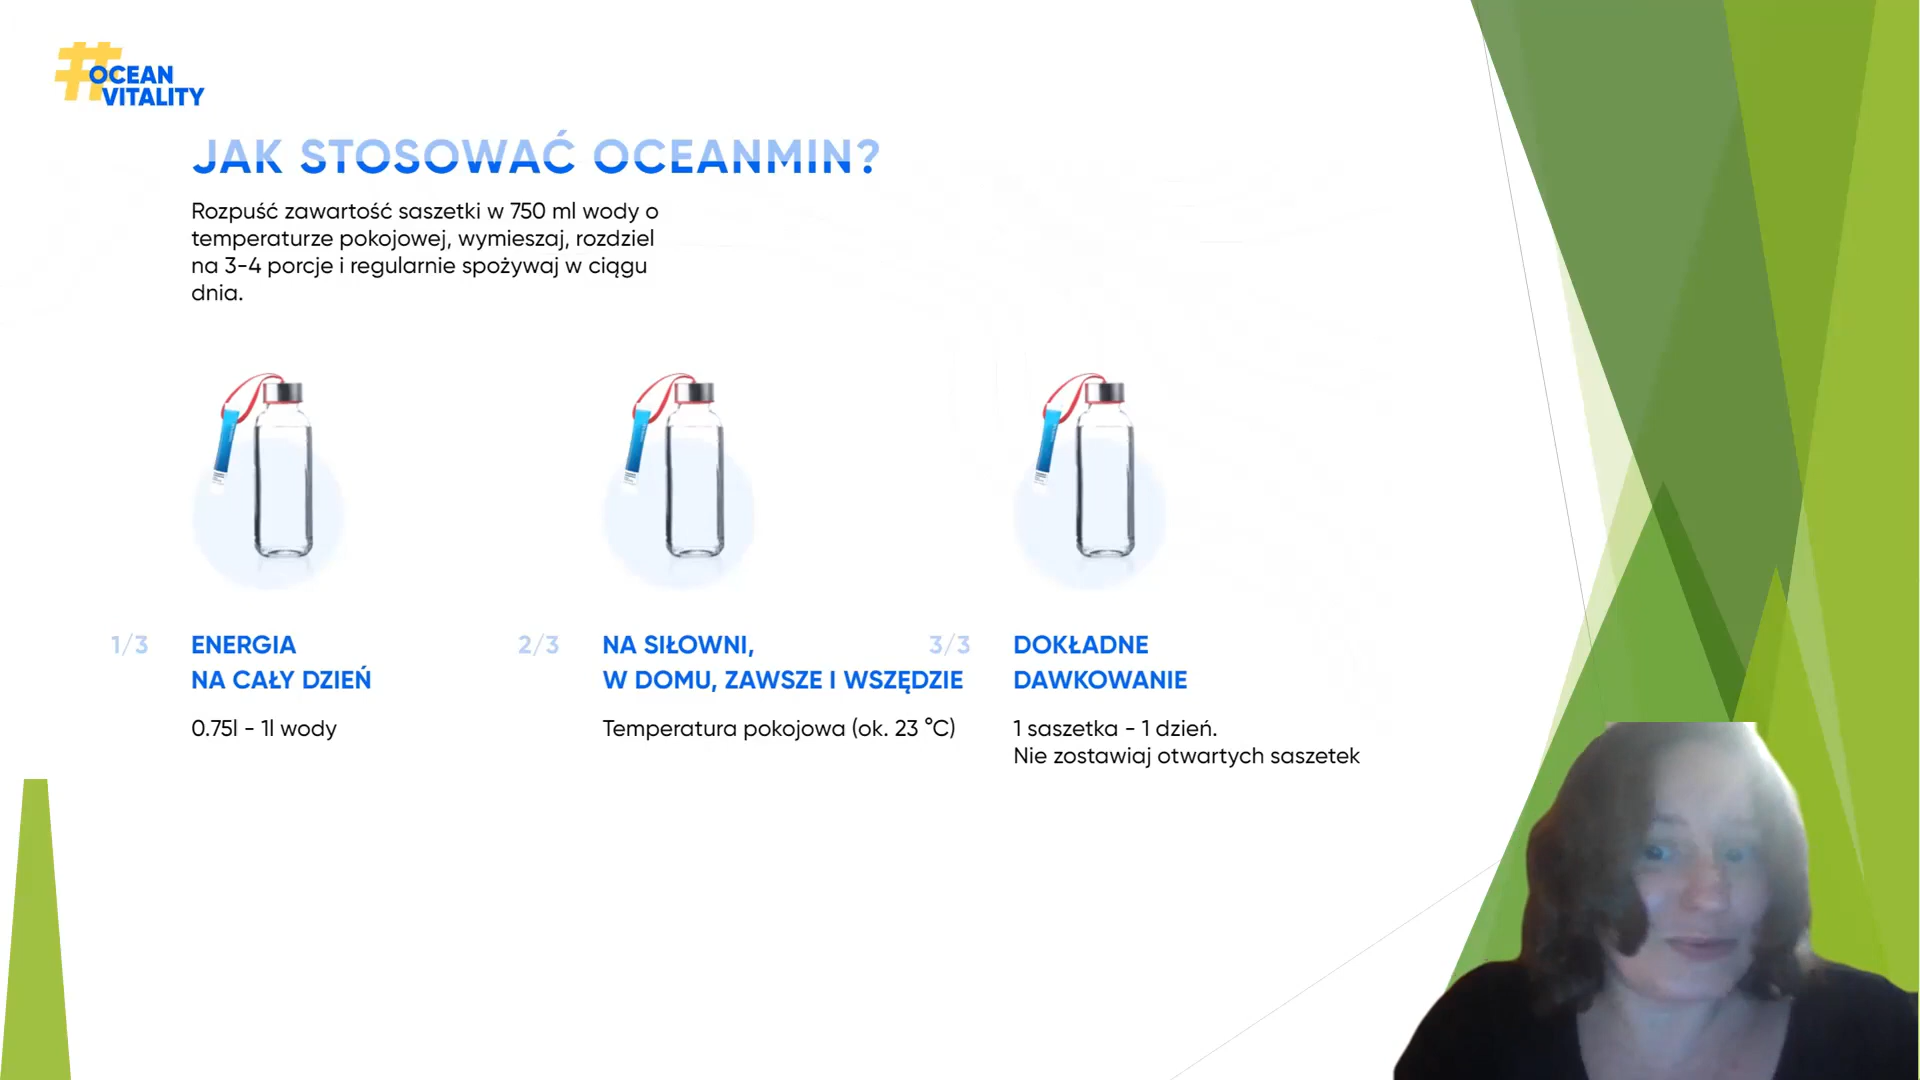 #OCEAN
VITALITY
JAK STOSOWAĆ OCEANMIN?
Rozpuść zawartość saszetki w 750 ml wody o
temperaturze pokojowej, wymieszaj, rozdziel
na 3-4 porcje i regularnie spożywaj w ciągu
dnia.
1/3
ENERGIA
NA CAŁY DZIEŃ
0.75l - 1l wody
2/3
NA SIŁOWNI,
W DOMU, ZAWSZE I WSZĘDZIE
Temperatura pokojowa (ok. 23 °C)
3/3
DOKŁADNE
DAWKOWANIE
1 saszetka - 1 dzień.
Nie zostawiaj otwartych saszetek